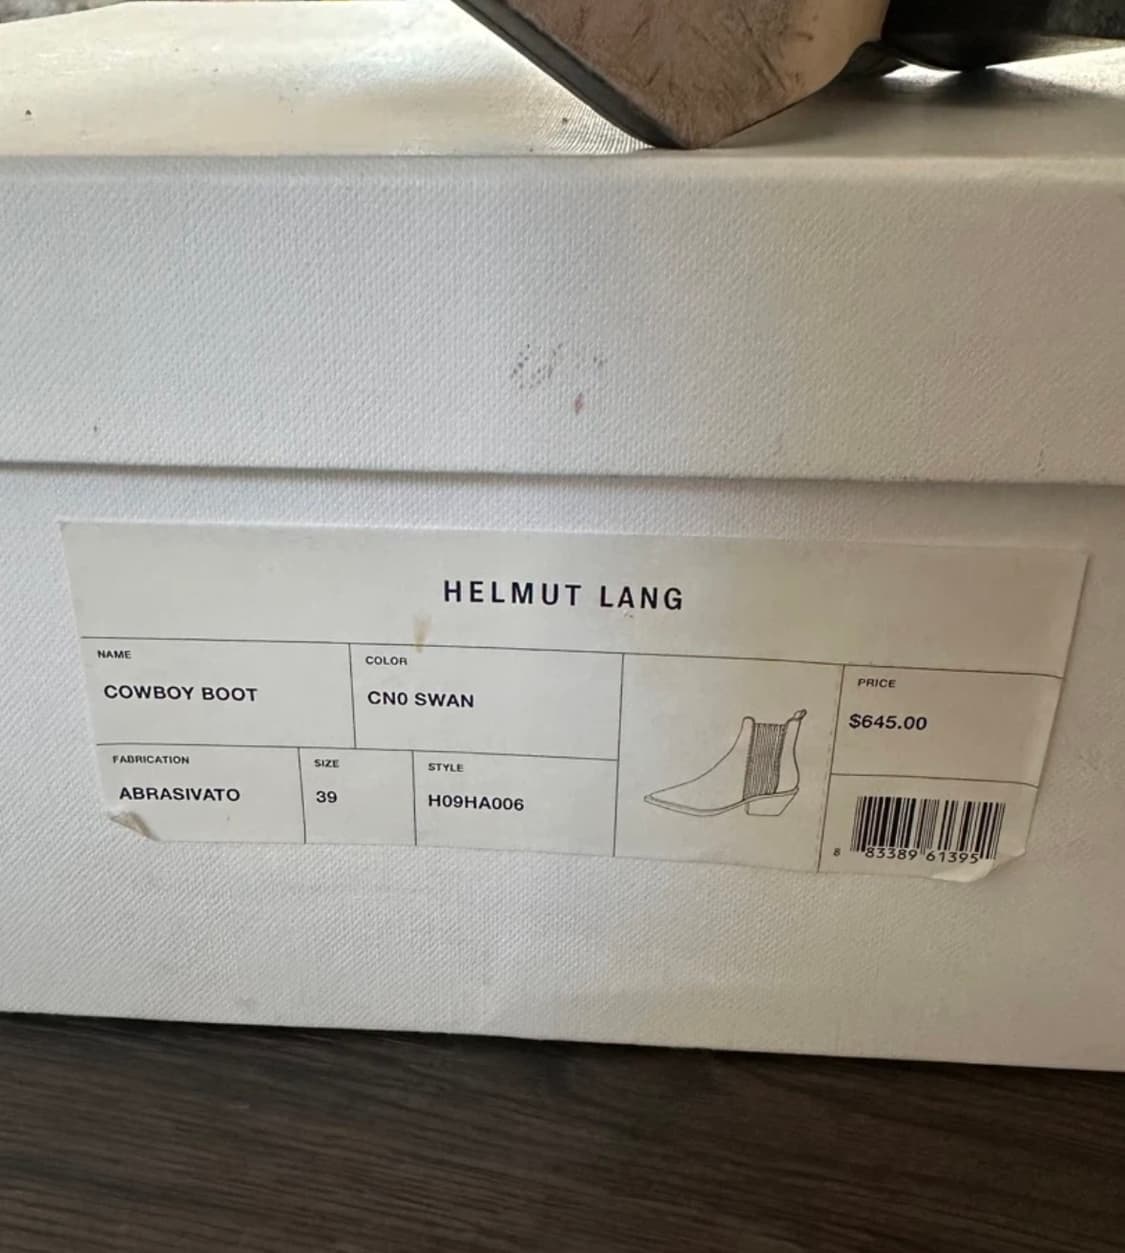 HELMUT LANG
NAME
COWBOY BOOT
COLOR
CN0 SWAN
PRICE
$645.00
FABRICATION
ABRASIVATO
SIZE
39
STYLE
H09HA006
8 83389 61395